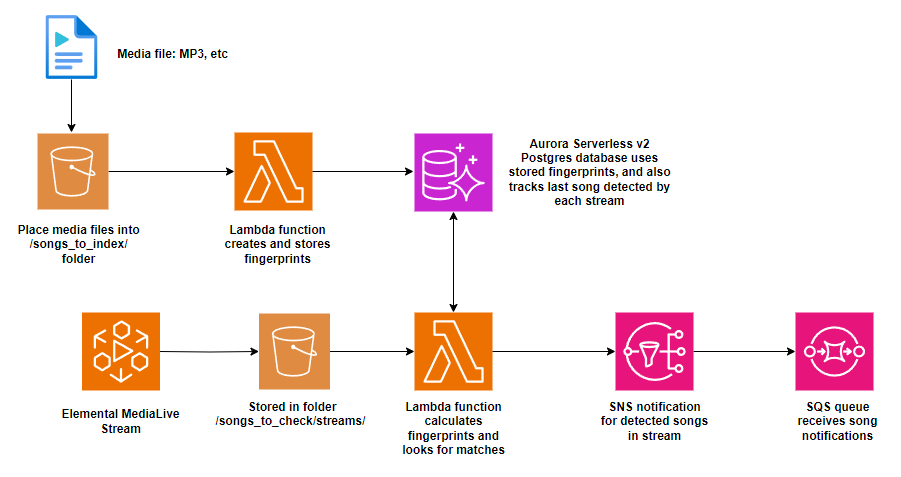 Media file: MP3, etc
Aurora Serverless v2
Postgres database uses
stored fingerprints, and also
tracks last song detected by
each stream
Place media files into
/songs_to_index/
folder
Lambda function
creates and stores
fingerprints
Elemental MediaLive
Stream
Stored in folder
/songs_to_check/streams/
Lambda function
calculates
fingerprints and
looks for matches
SNS notification
for detected songs
in stream
SQS queue
receives song
notifications